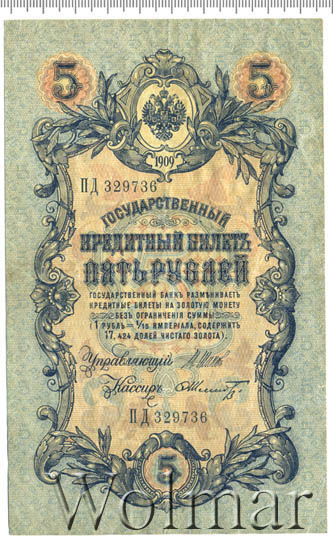 5 5
1909
ПД 329736
ГОСУДАРСТВЕННЫЙ
КРЕДИТНЫЙ БИЛЕТЪ
ПЯТЬ РУБЛЕЙ
ГОСУДАРСТВЕННЫЙ БАНКЪ РАЗМѢНИВАЕТЪ
КРЕДИТНЫЕ БИЛЕТЫ НА ЗОЛОТУЮ МОНЕТУ
БЕЗЪ ОГРАНИЧЕНІЯ СУММЫ
(1 РУБЛЬ = 1/15 ИМПЕРІАЛА, СОДЕРЖИТЪ
17,424 ДОЛЕЙ ЧИСТАГО ЗОЛОТА).
Управляющій
Кассиръ
ПД 329736
5
Wolmar